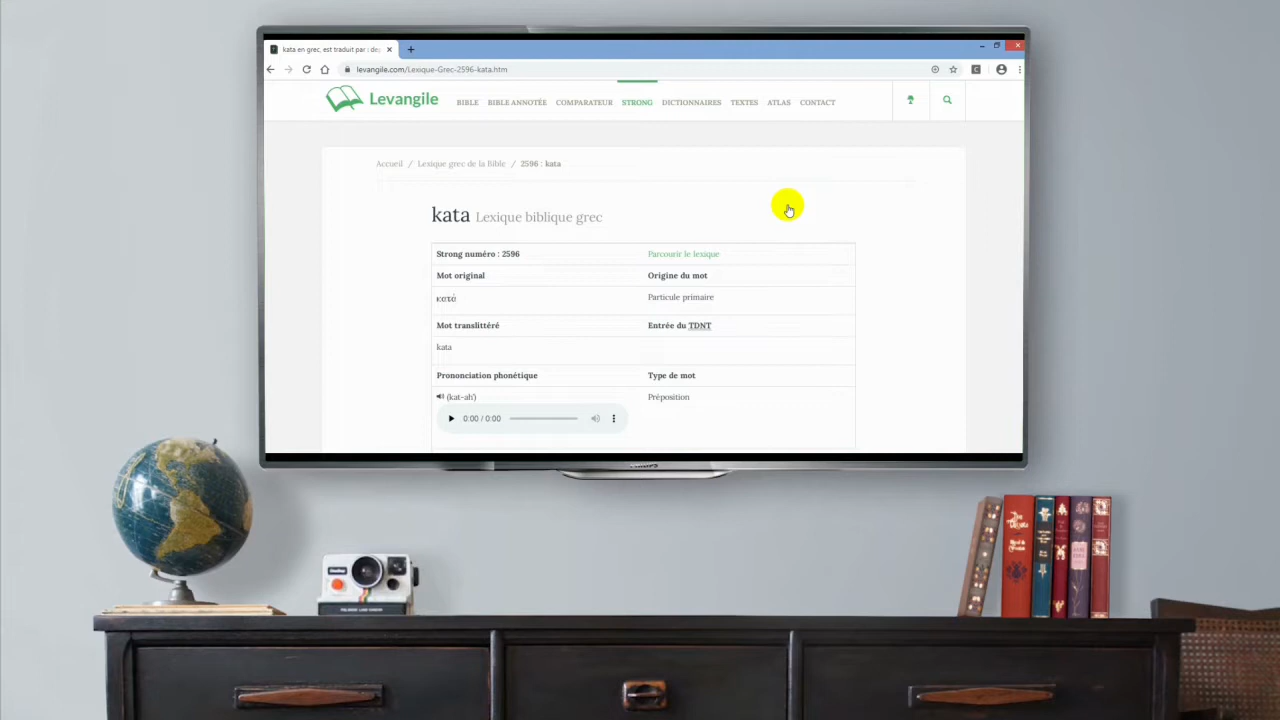 kata en grec, est traduit par : de
levangile.com/Lexique-Grec-2596-kata.htm
Levangile
BIBLE BIBLE ANNOTÉE COMPARATEUR STRONG DICTIONNAIRES TEXTES ATLAS CONTACT
Accueil / Lexique grec de la Bible / 2596 : kata
kata Lexique biblique grec
Strong numéro : 2596 Parcourir le lexique
Mot original Origine du mot
κατά Particule primaire
Mot translittéré Entrée du TDNT
kata
Prononciation phonétique Type de mot
(kat-ah') Préposition
0:00 / 0:00
PHILIPS